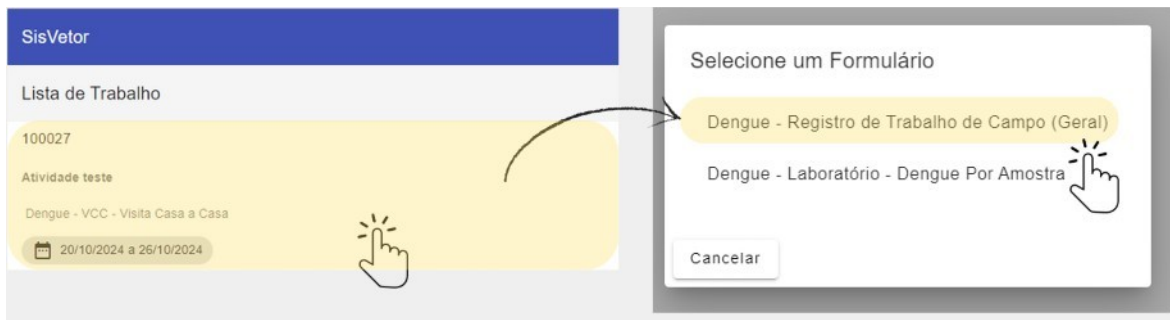 SisVetor
Lista de Trabalho
100027
Atividade teste
Dengue - VCC - Visita Casa a Casa
20/10/2024 a 26/10/2024
Selecione um Formulário
Dengue - Registro de Trabalho de Campo (Geral)
Dengue - Laboratório - Dengue Por Amostra
Cancelar